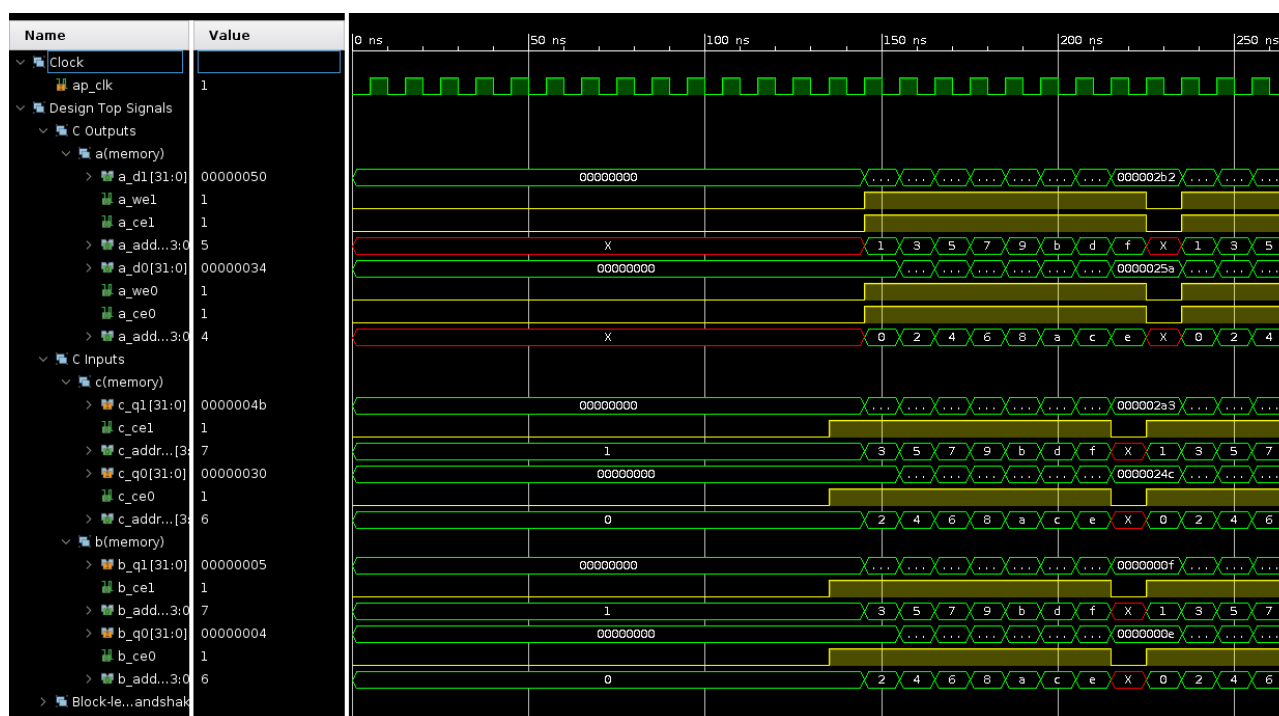 Name Value 0 ns 50 ns 100 ns 150 ns 200 ns 250 ns
Clock
ap_clk 1
Design Top Signals
C Outputs
a(memory)
a_d1[31:0] 00000050 00000000 ... ... ... ... ... ... ... 000002b2 ... ... ...
a_we1 1
a_ce1 1
a_add...3:0 5 X 1 3 5 7 9 b d f X 1 3 5
a_d0[31:0] 00000034 00000000 ... ... ... ... ... ... 0000025a ... ... ...
a_we0 1
a_ce0 1
a_add...3:0 4 X 0 2 4 6 8 a c e X 0 2 4
C Inputs
c(memory)
c_q1[31:0] 0000004b 00000000 ... ... ... ... ... ... ... 000002a3 ... ... ...
c_ce1 1
c_addr...[3: 7 1 3 5 7 9 b d f X 1 3 5 7
c_q0[31:0] 00000030 00000000 ... ... ... ... ... ... 0000024c ... ... ...
c_ce0 1
c_addr...[3: 6 0 2 4 6 8 a c e X 0 2 4 6
b(memory)
b_q1[31:0] 00000005 00000000 ... ... ... ... ... ... ... 0000000f ... ... ...
b_ce1 1
b_add...3:0 7 1 3 5 7 9 b d f X 1 3 5 7
b_q0[31:0] 00000004 00000000 ... ... ... ... ... ... 0000000e ... ... ...
b_ce0 1
b_add...3:0 6 0 2 4 6 8 a c e X 0 2 4 6
Block-le...andshak